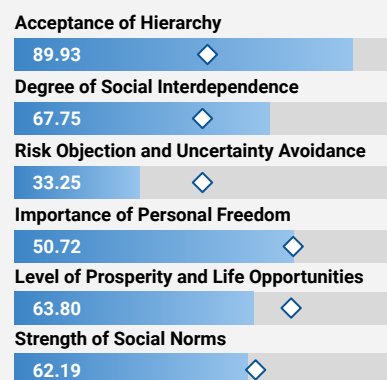 Acceptance of Hierarchy
89.93
Degree of Social Interdependence
67.75
Risk Objection and Uncertainty Avoidance
33.25
Importance of Personal Freedom
50.72
Level of Prosperity and Life Opportunities
63.80
Strength of Social Norms
62.19